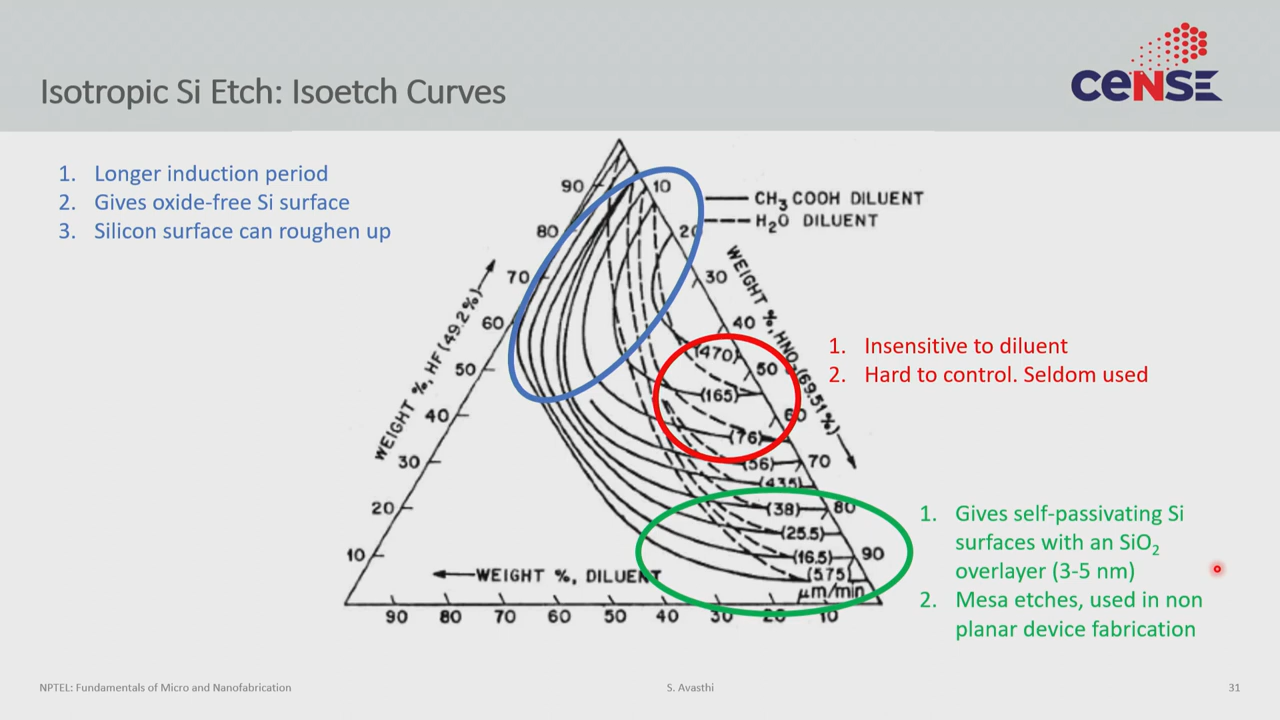 Isotropic Si Etch: Isoetch Curves
CENSE
1. Longer induction period
2. Gives oxide-free Si surface
3. Silicon surface can roughen up
CH₃COOH DILUENT
H₂O DILUENT
90
80
70
60
50
40
30
20
10
WEIGHT %, HF (49.2%)
10
20
30
40
50
60
70
80
90
WEIGHT %, HNO₃ (69.51%)
(470)
(165)
(76)
(56)
(43.5)
(38)
(25.5)
(16.5)
(5.75)
μm/min
WEIGHT %, DILUENT
90 80 70 60 50 40 30 20 10
1. Insensitive to diluent
2. Hard to control. Seldom used
1. Gives self-passivating Si
surfaces with an SiO₂
overlayer (3-5 nm)
2. Mesa etches, used in non
planar device fabrication
NPTEL: Fundamentals of Micro and Nanofabrication
S. Avasthi
31